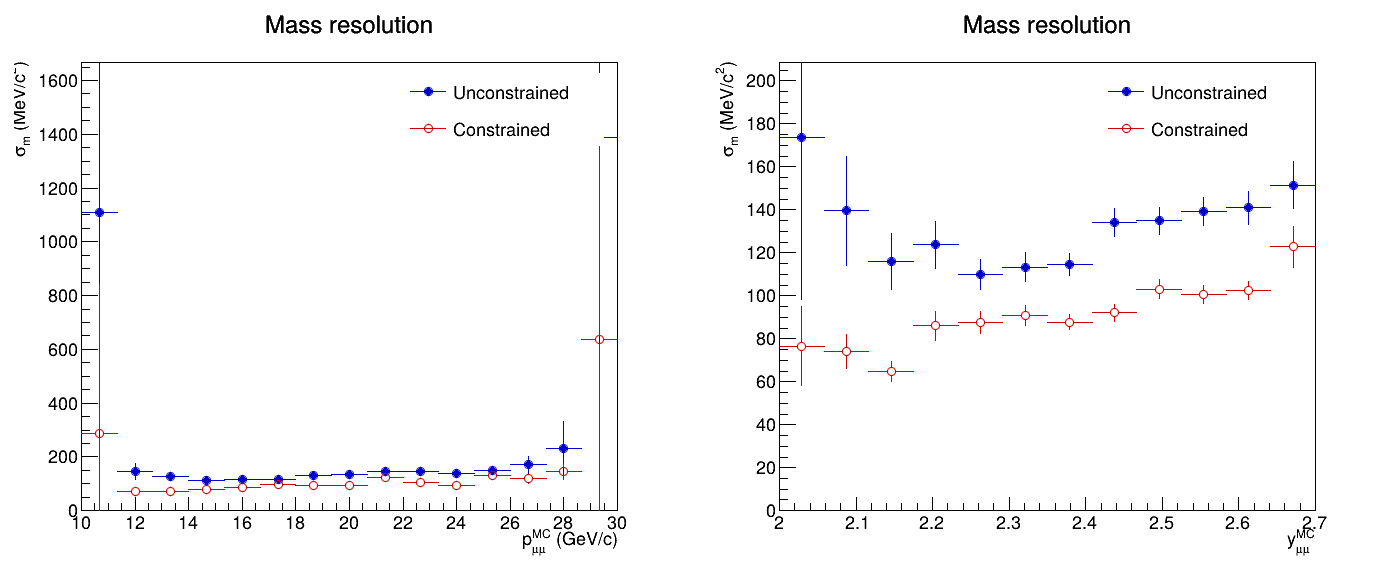 Mass resolution
σm (MeV/c²)
1600
1400
1200
1000
800
600
400
200
0
Unconstrained
Constrained
10 12 14 16 18 20 22 24 26 28 30
p^MC_μμ (GeV/c)
Mass resolution
σm (MeV/c²)
200
180
160
140
120
100
80
60
40
20
0
Unconstrained
Constrained
2 2.1 2.2 2.3 2.4 2.5 2.6 2.7
y^MC_μμ